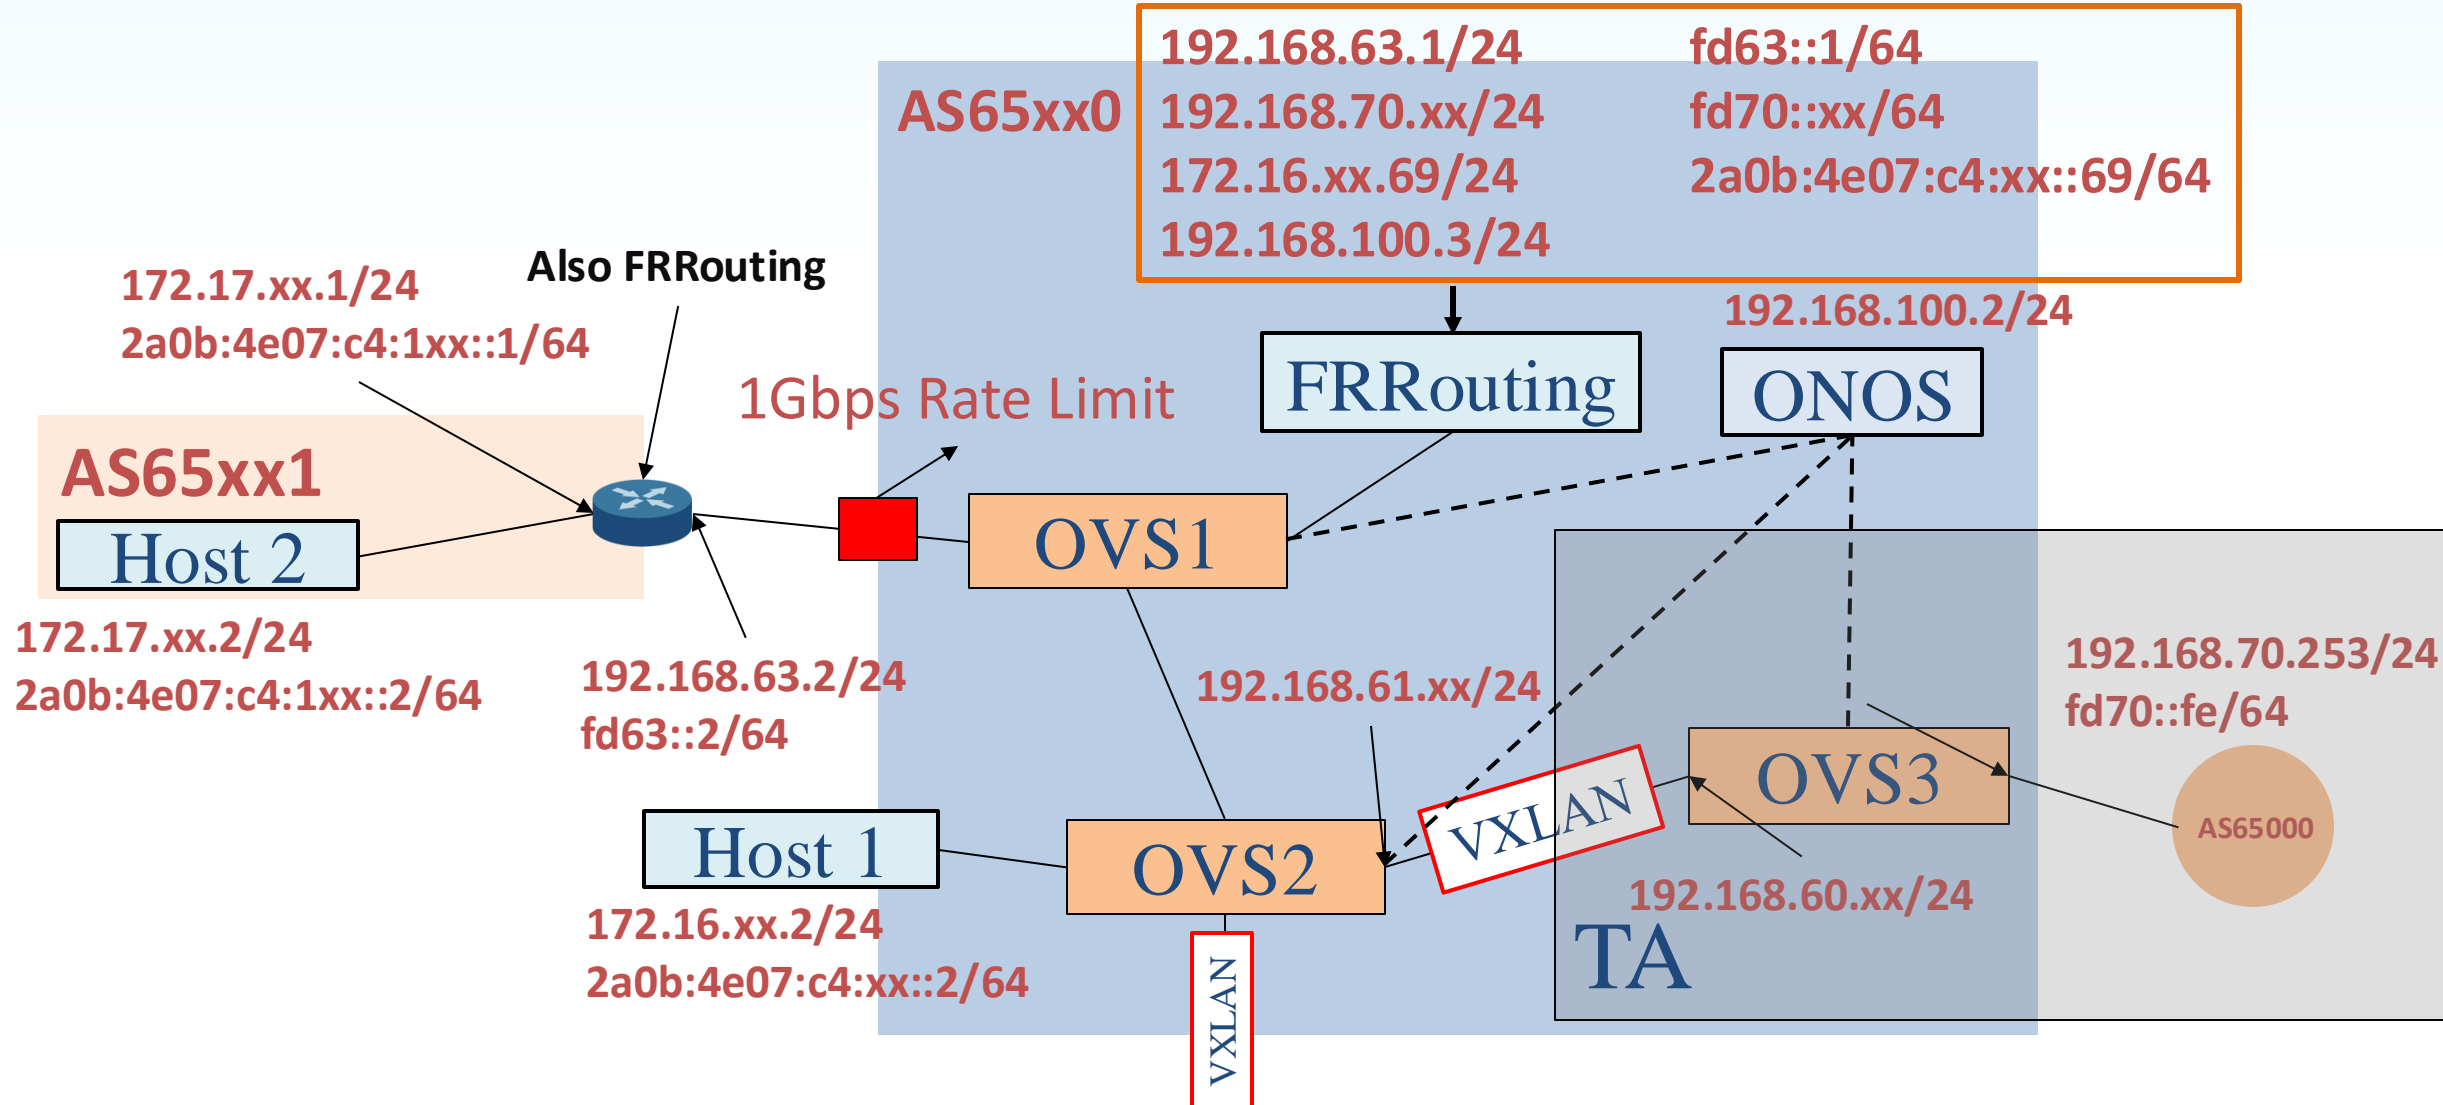 192.168.63.1/24 fd63::1/64
192.168.70.xx/24 fd70::xx/64
172.16.xx.69/24 2a0b:4e07:c4:xx::69/64
192.168.100.3/24
AS65xx0
Also FRRouting
172.17.xx.1/24
2a0b:4e07:c4:1xx::1/64
192.168.100.2/24
FRRouting
ONOS
1Gbps Rate Limit
AS65xx1
Host 2
OVS1
172.17.xx.2/24
2a0b:4e07:c4:1xx::2/64
192.168.63.2/24
fd63::2/64
192.168.61.xx/24
192.168.70.253/24
fd70::fe/64
OVS3
VXLAN
AS65000
Host 1
OVS2
192.168.60.xx/24
172.16.xx.2/24
2a0b:4e07:c4:xx::2/64
TA
VXLAN